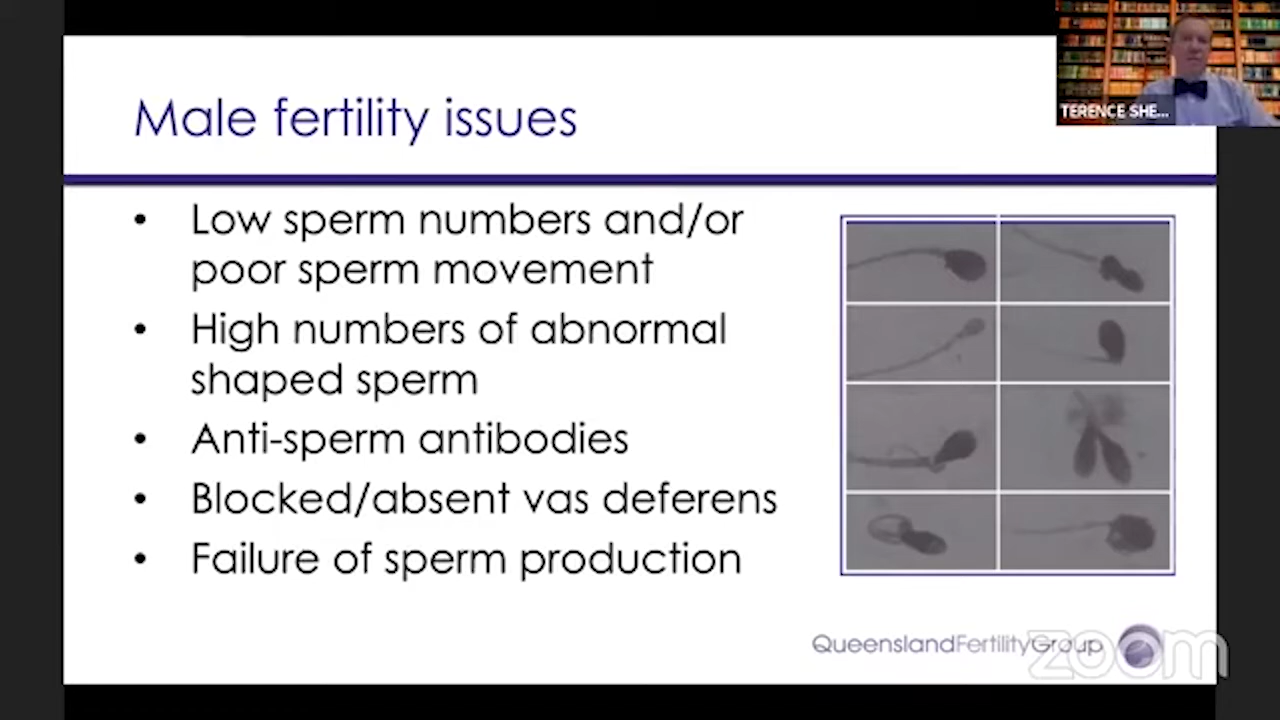 Male fertility issues
TERENCE SHE...
• Low sperm numbers and/or
poor sperm movement
• High numbers of abnormal
shaped sperm
• Anti-sperm antibodies
• Blocked/absent vas deferens
• Failure of sperm production
QueenslandFertilityGroup
zoom